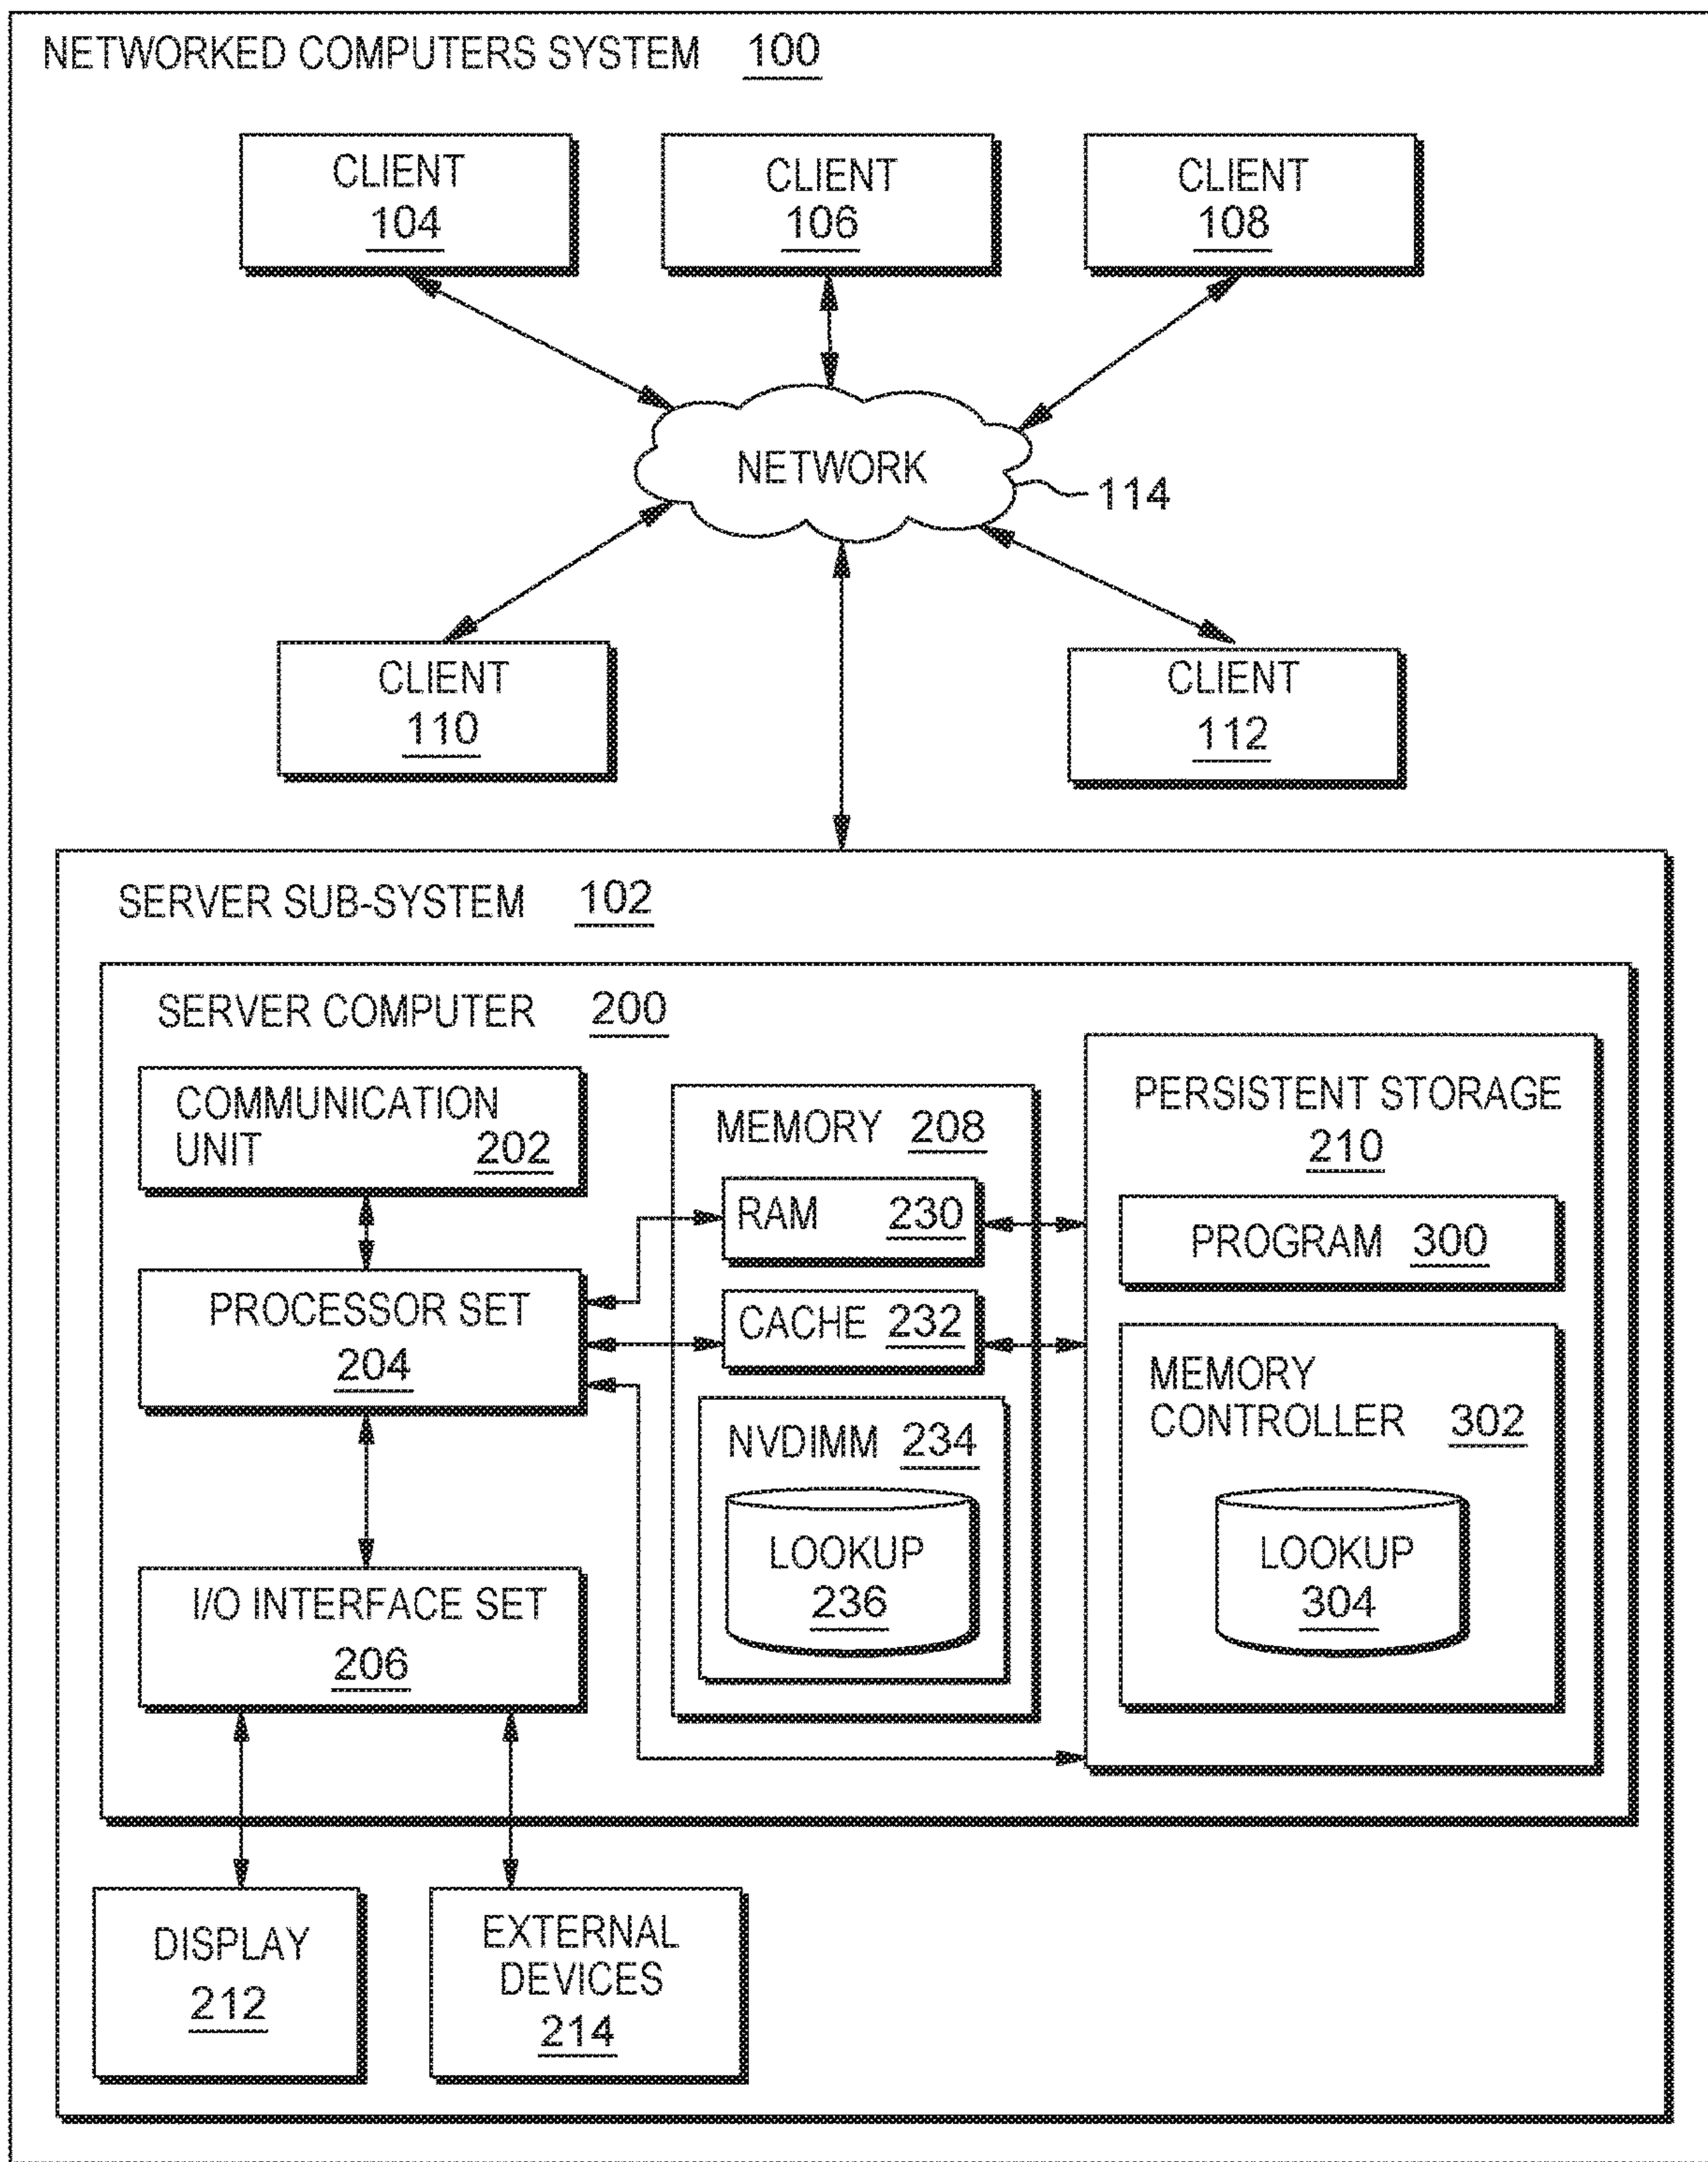 NETWORKED COMPUTERS SYSTEM 100
CLIENT
104
CLIENT
106
CLIENT
108
NETWORK
114
CLIENT
110
CLIENT
112
SERVER SUB-SYSTEM 102
SERVER COMPUTER 200
COMMUNICATION
UNIT 202
PROCESSOR SET
204
I/O INTERFACE SET
206
MEMORY 208
RAM 230
CACHE 232
NVDIMM 234
LOOKUP
236
PERSISTENT STORAGE
210
PROGRAM 300
MEMORY
CONTROLLER 302
LOOKUP
304
DISPLAY
212
EXTERNAL
DEVICES
214